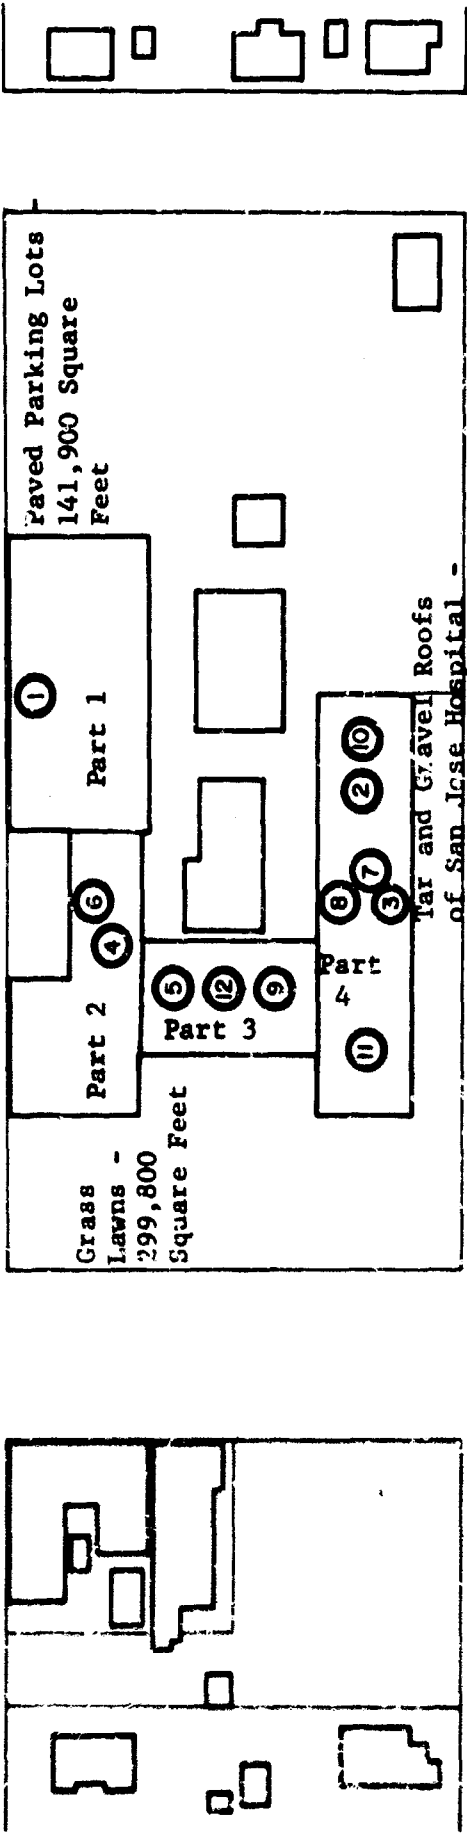 Paved Parking Lots
141,900 Square
Feet
1
Part 1
6
4
Part 2
5
12
9
Part 3
10
2
7
8
3
Part
4
11
Tar and Gravel Roofs
of San Jose Hospital -
Grass
Lawns -
299,800
Square Feet